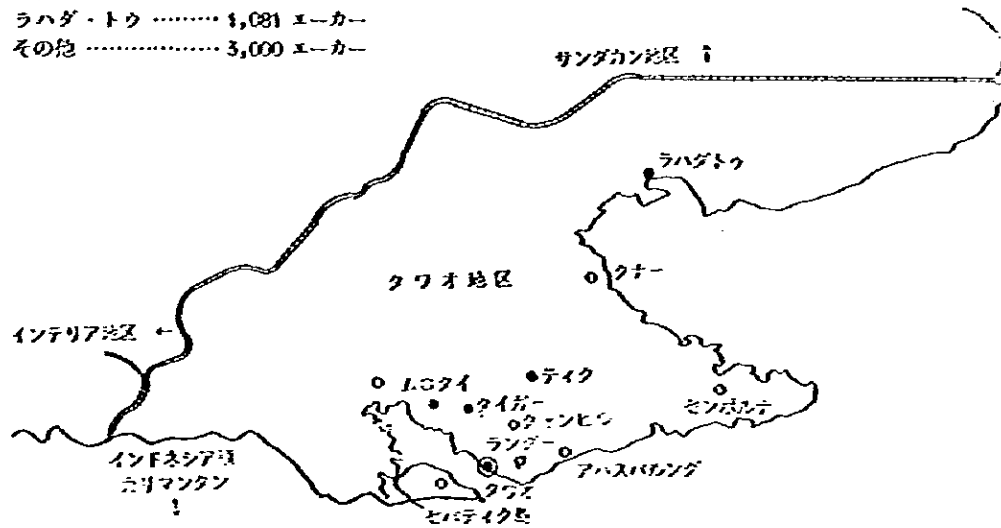 ラハダ・トウ ……… 1,081 エーカー
その他 …………… 3,000 エーカー
サンダカン地区 ↑
ラハダトウ
タワオ地区
クナー
インテリア地区 ←
ティク
ムロタイ
タイガー
センポルナ
ランダー
アバスバルング
インドネシア領
カリマンタン
↓
タワオ
セバティク島